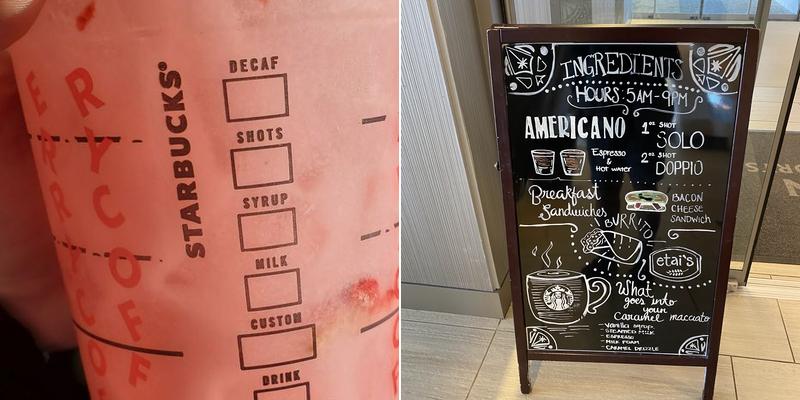 STARBUCKS®
DECAF
SHOTS
SYRUP
MILK
CUSTOM
DRINK
INGREDIENTS
HOURS: 5AM-9PM
AMERICANO
1st SHOT
SOLO
2nd SHOT
DOPPIO
Espresso
&
HOT WATER
Breakfast
Sandwiches
BACON
CHEESE
SANDWICH
BURRITO
etai's
What
goes into
your
Caramel macciato
- Vanilla syrup.
- STEAMED MILK
- ESPRESSO
- MILK FOAM
- CARAMEL DRIZZLE